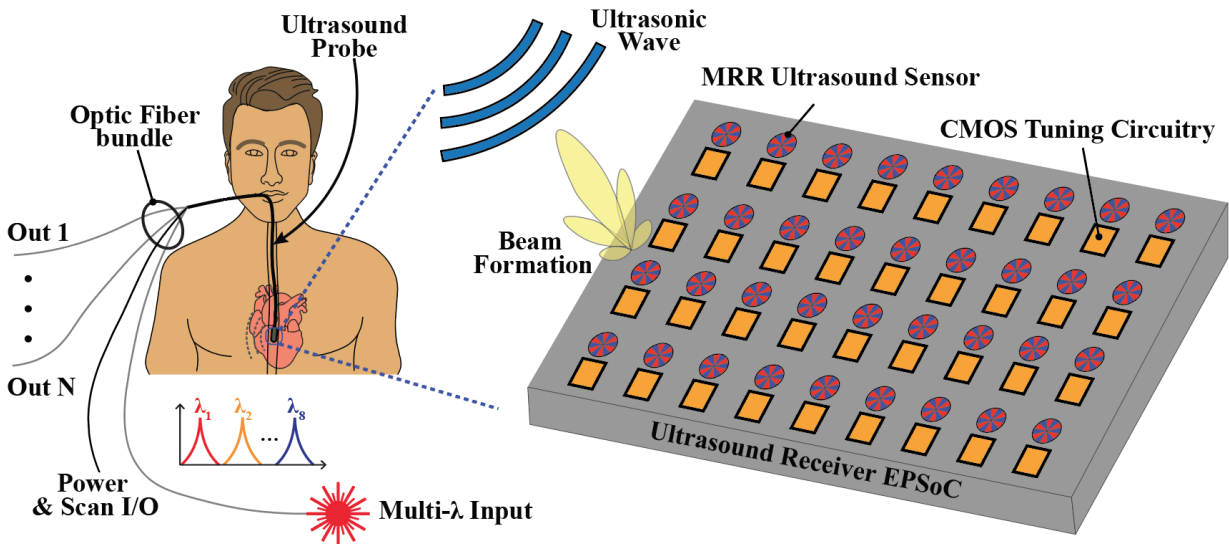 Ultrasound
Probe
Ultrasonic
Wave
MRR Ultrasound Sensor
Optic Fiber
bundle
CMOS Tuning Circuitry
Out 1
Beam
Formation
Out N
λ1 λ2 ... λ8
Power
& Scan I/O
Multi-λ Input
Ultrasound Receiver EPSoC